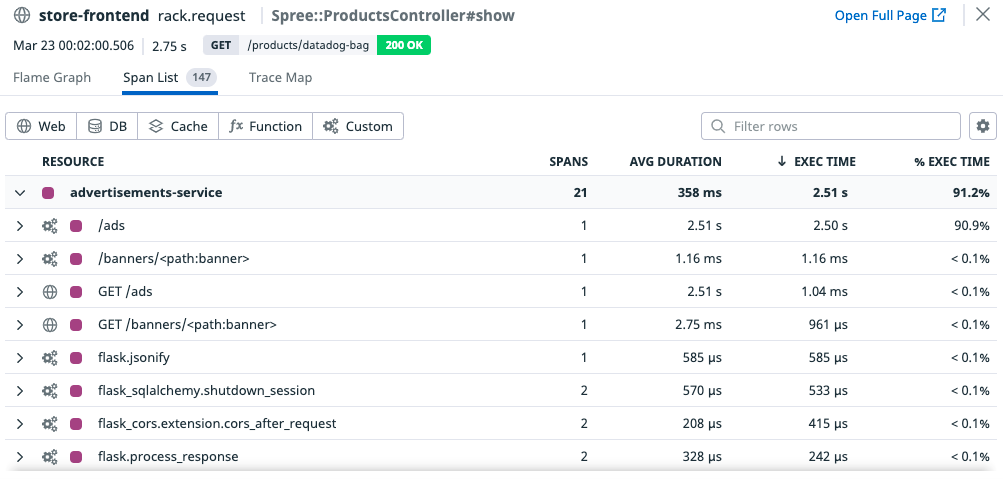 store-frontend rack.request Spree::ProductsController#show Open Full Page
Mar 23 00:02:00.506 2.75 s GET /products/datadog-bag 200 OK
Flame Graph Span List 147 Trace Map
Web DB Cache Function Custom Filter rows
RESOURCE SPANS AVG DURATION ↓ EXEC TIME % EXEC TIME
advertisements-service 21 358 ms 2.51 s 91.2%
/ads 1 2.51 s 2.50 s 90.9%
/banners/<path:banner> 1 1.16 ms 1.16 ms < 0.1%
GET /ads 1 2.51 s 1.04 ms < 0.1%
GET /banners/<path:banner> 1 2.75 ms 961 µs < 0.1%
flask.jsonify 1 585 µs 585 µs < 0.1%
flask_sqlalchemy.shutdown_session 2 570 µs 533 µs < 0.1%
flask_cors.extension.cors_after_request 2 208 µs 415 µs < 0.1%
flask.process_response 2 328 µs 242 µs < 0.1%